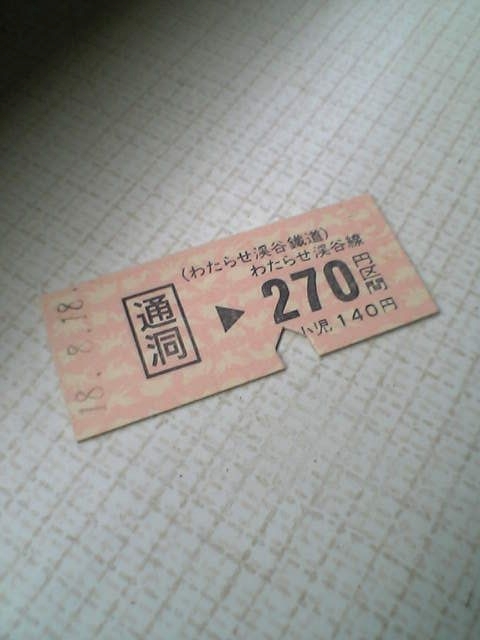 (わたらせ渓谷鐵道)
わたらせ渓谷線
通洞 ▶ 270円区間
小児 140円
18.8.18.